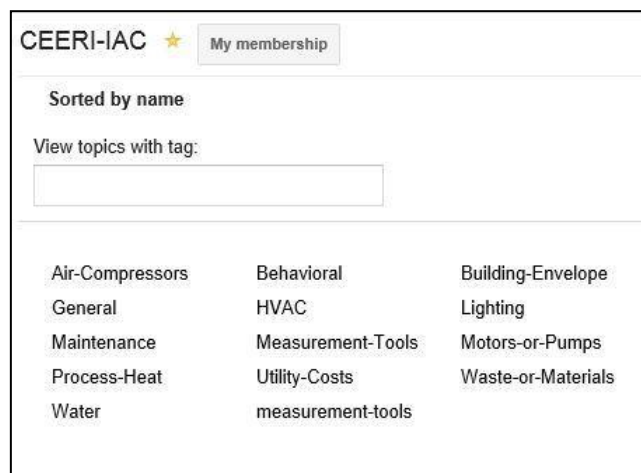 CEERI-IAC My membership
Sorted by name
View topics with tag:
Air-Compressors Behavioral Building-Envelope
General HVAC Lighting
Maintenance Measurement-Tools Motors-or-Pumps
Process-Heat Utility-Costs Waste-or-Materials
Water measurement-tools